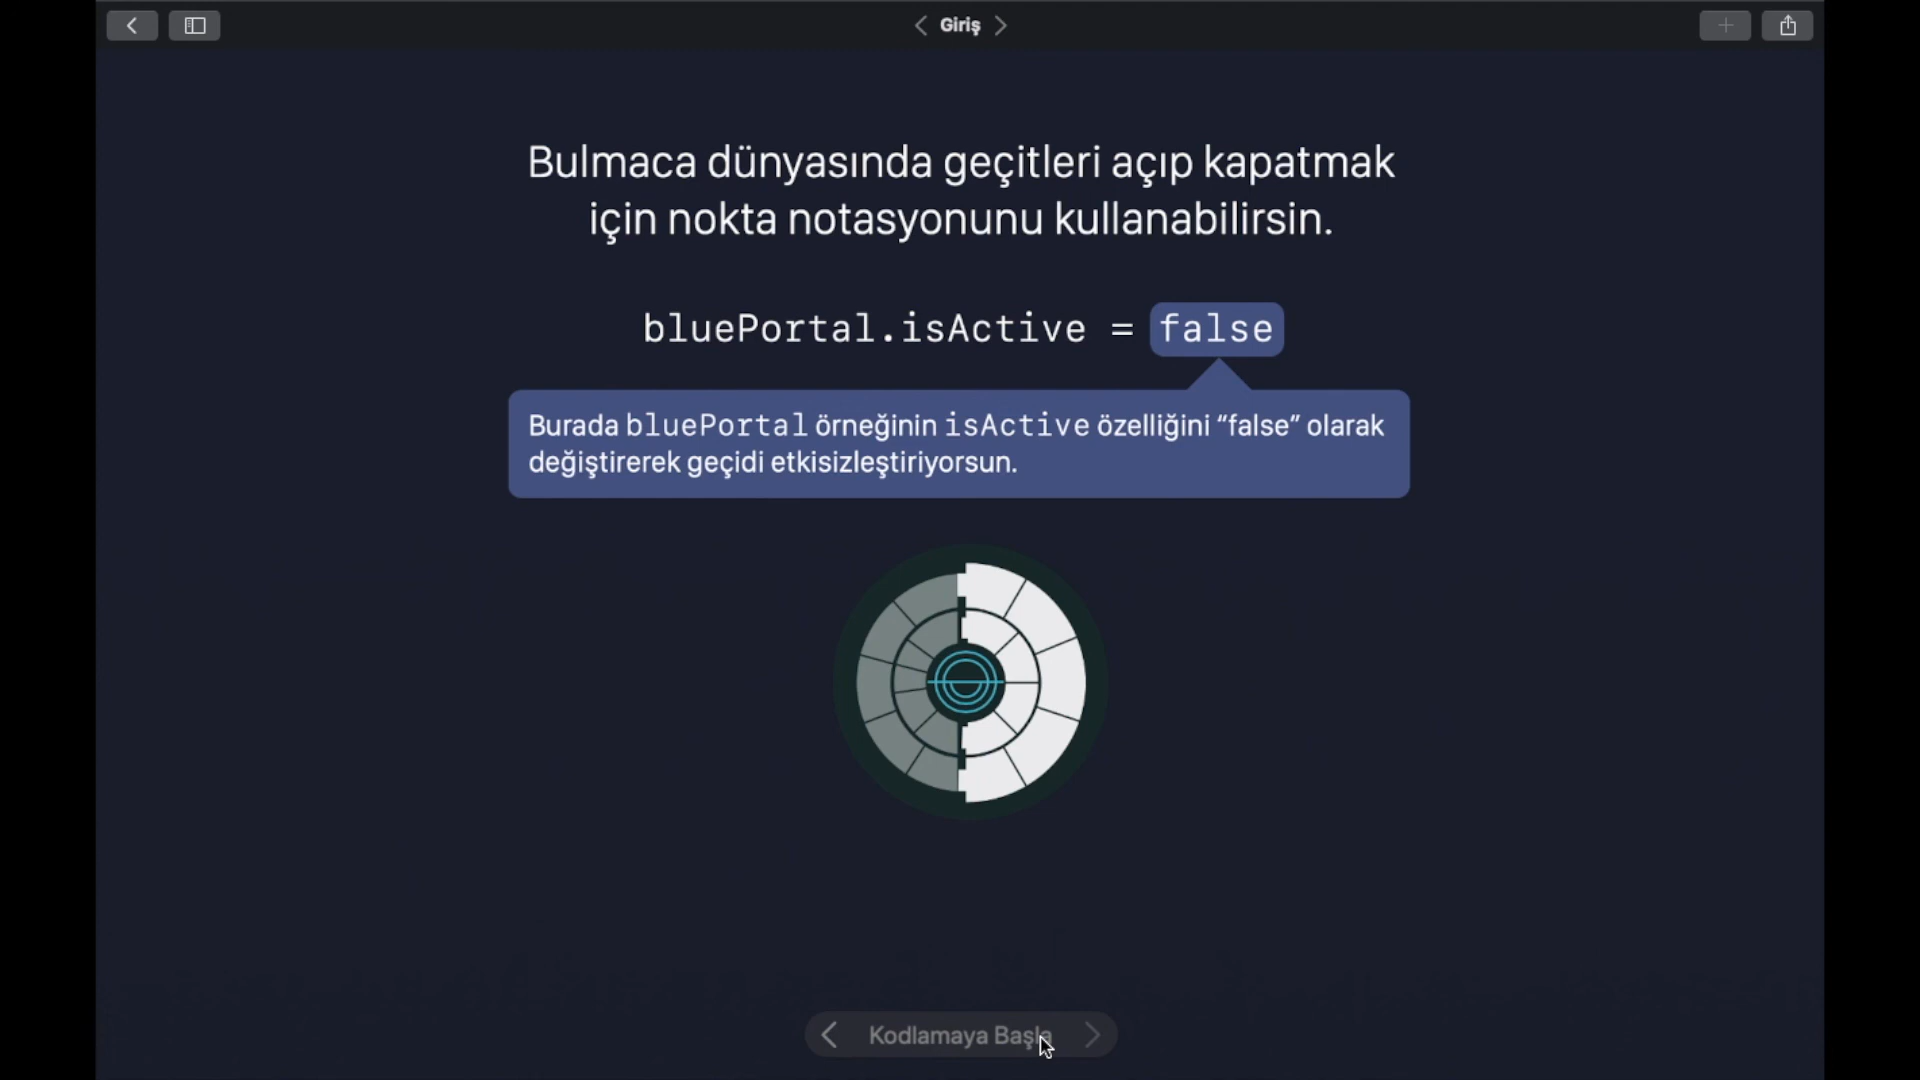 Giriş
Bulmaca dünyasında geçitleri açıp kapatmak
için nokta notasyonunu kullanabilirsin.
bluePortal.isActive = false
Burada bluePortal örneğinin isActive özelliğini “false” olarak
değiştirerek geçidi etkisizleştiriyorsun.
Kodlamaya Başla